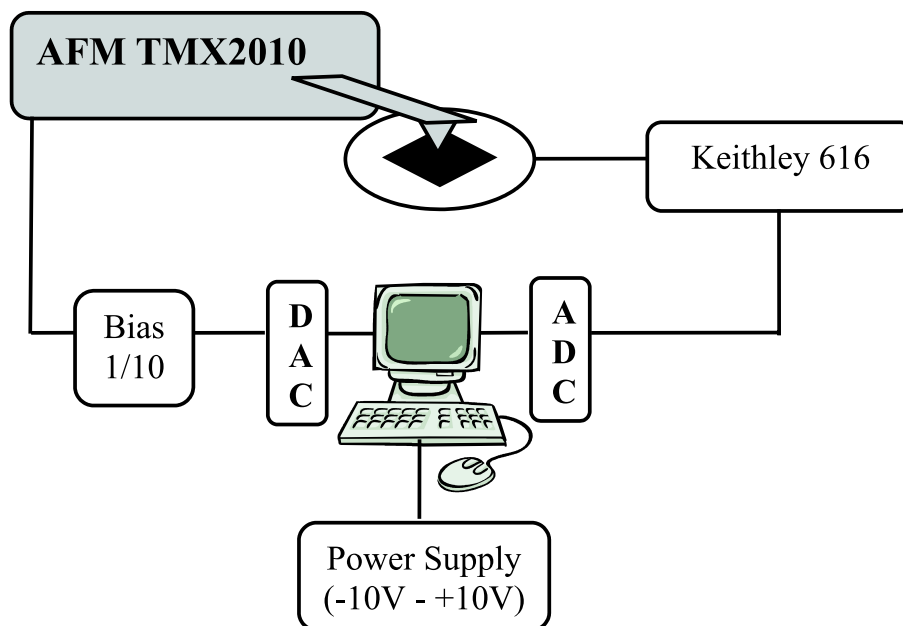 AFM TMX2010
Keithley 616
Bias
1/10
D
A
C
A
D
C
Power Supply
(-10V - +10V)